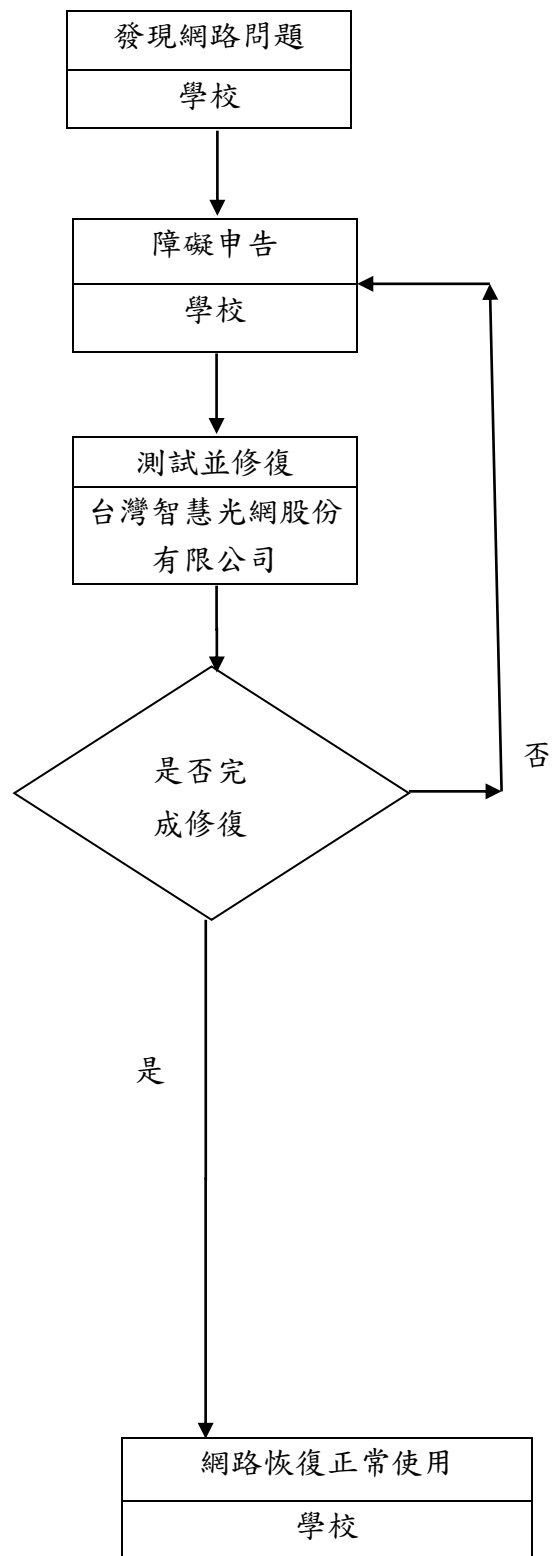 發現網路問題
學校
障礙申告
學校
測試並修復
台灣智慧光網股份
有限公司
是否完
成修復
否
是
網路恢復正常使用
學校